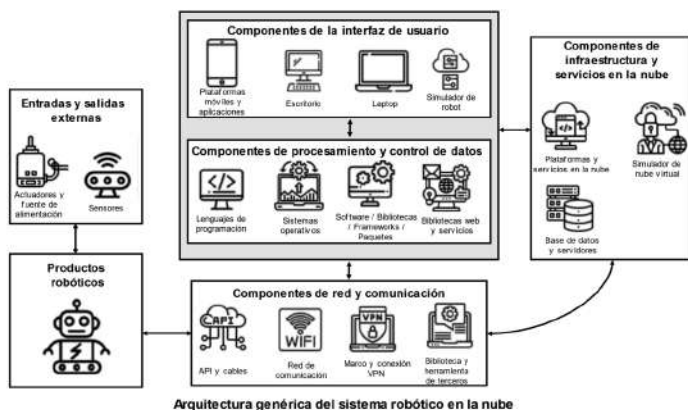 Componentes de la interfaz de usuario
Plataformas
móviles y
aplicaciones
Escritorio
Laptop
Simulador de
robot
Componentes de procesamiento y control de datos
</>
Lenguajes de
programación
Sistemas
operativos
Software / Bibliotecas
/ Frameworks /
Paquetes
Bibliotecas web
y servicios
Entradas y salidas
externas
Actuadores y
fuente de
alimentación
Sensores
Productos
robóticos
Componentes de red y comunicación
API
API y cables
WIFI
Red de
comunicación
VPN
Marco y conexión
VPN
Biblioteca y
herramienta
de terceros
Componentes de
infraestructura y
servicios en la nube
</>
Plataformas y
servicios en la nube
Simulador de
nube virtual
Base de datos
y servidores
Arquitectura genérica del sistema robótico en la nube